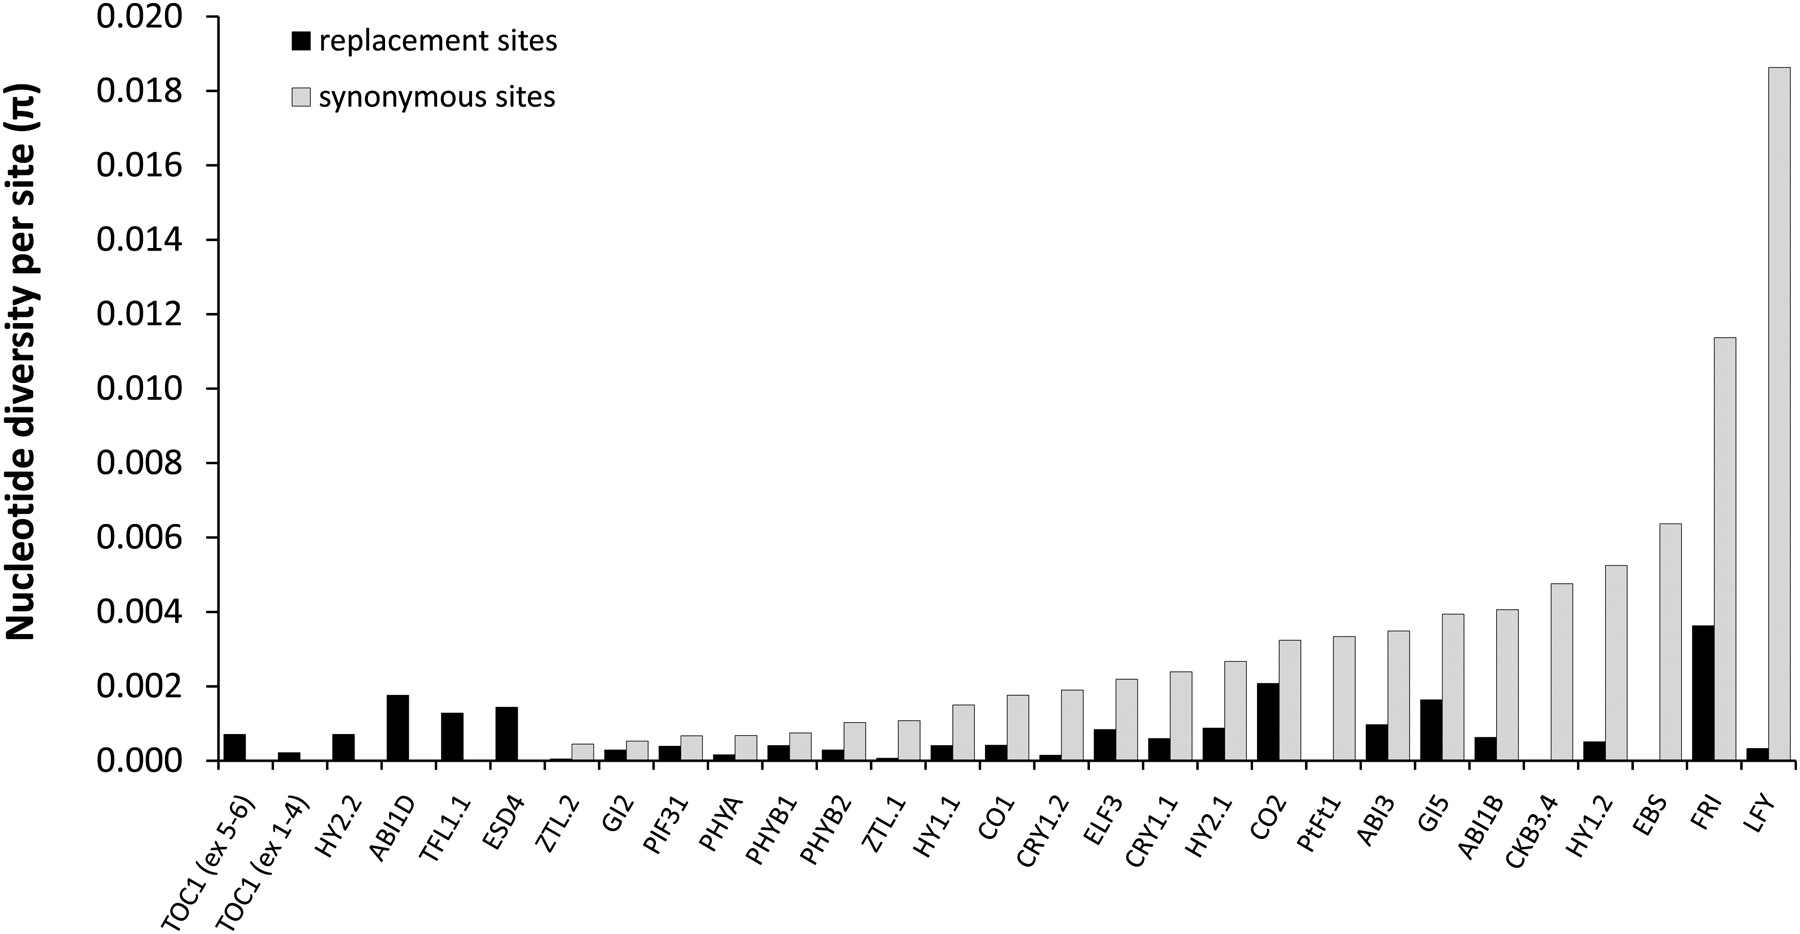 Nucleotide diversity per site (π)
0.020
0.018
0.016
0.014
0.012
0.010
0.008
0.006
0.004
0.002
0.000
replacement sites
synonymous sites
TOC1 (ex 5-6)
TOC1 (ex 1-4)
HY2.2
ABI1D
TFL1.1
ESD4
ZTL.2
GI2
PIF31
PHYA
PHYB1
PHYB2
ZTL.1
HY1.1
CO1
CRY1.2
ELF3
CRY1.1
HY2.1
CO2
PtFt1
ABI3
GI5
ABI1B
CKB3.4
HY1.2
EBS
FRI
LFY